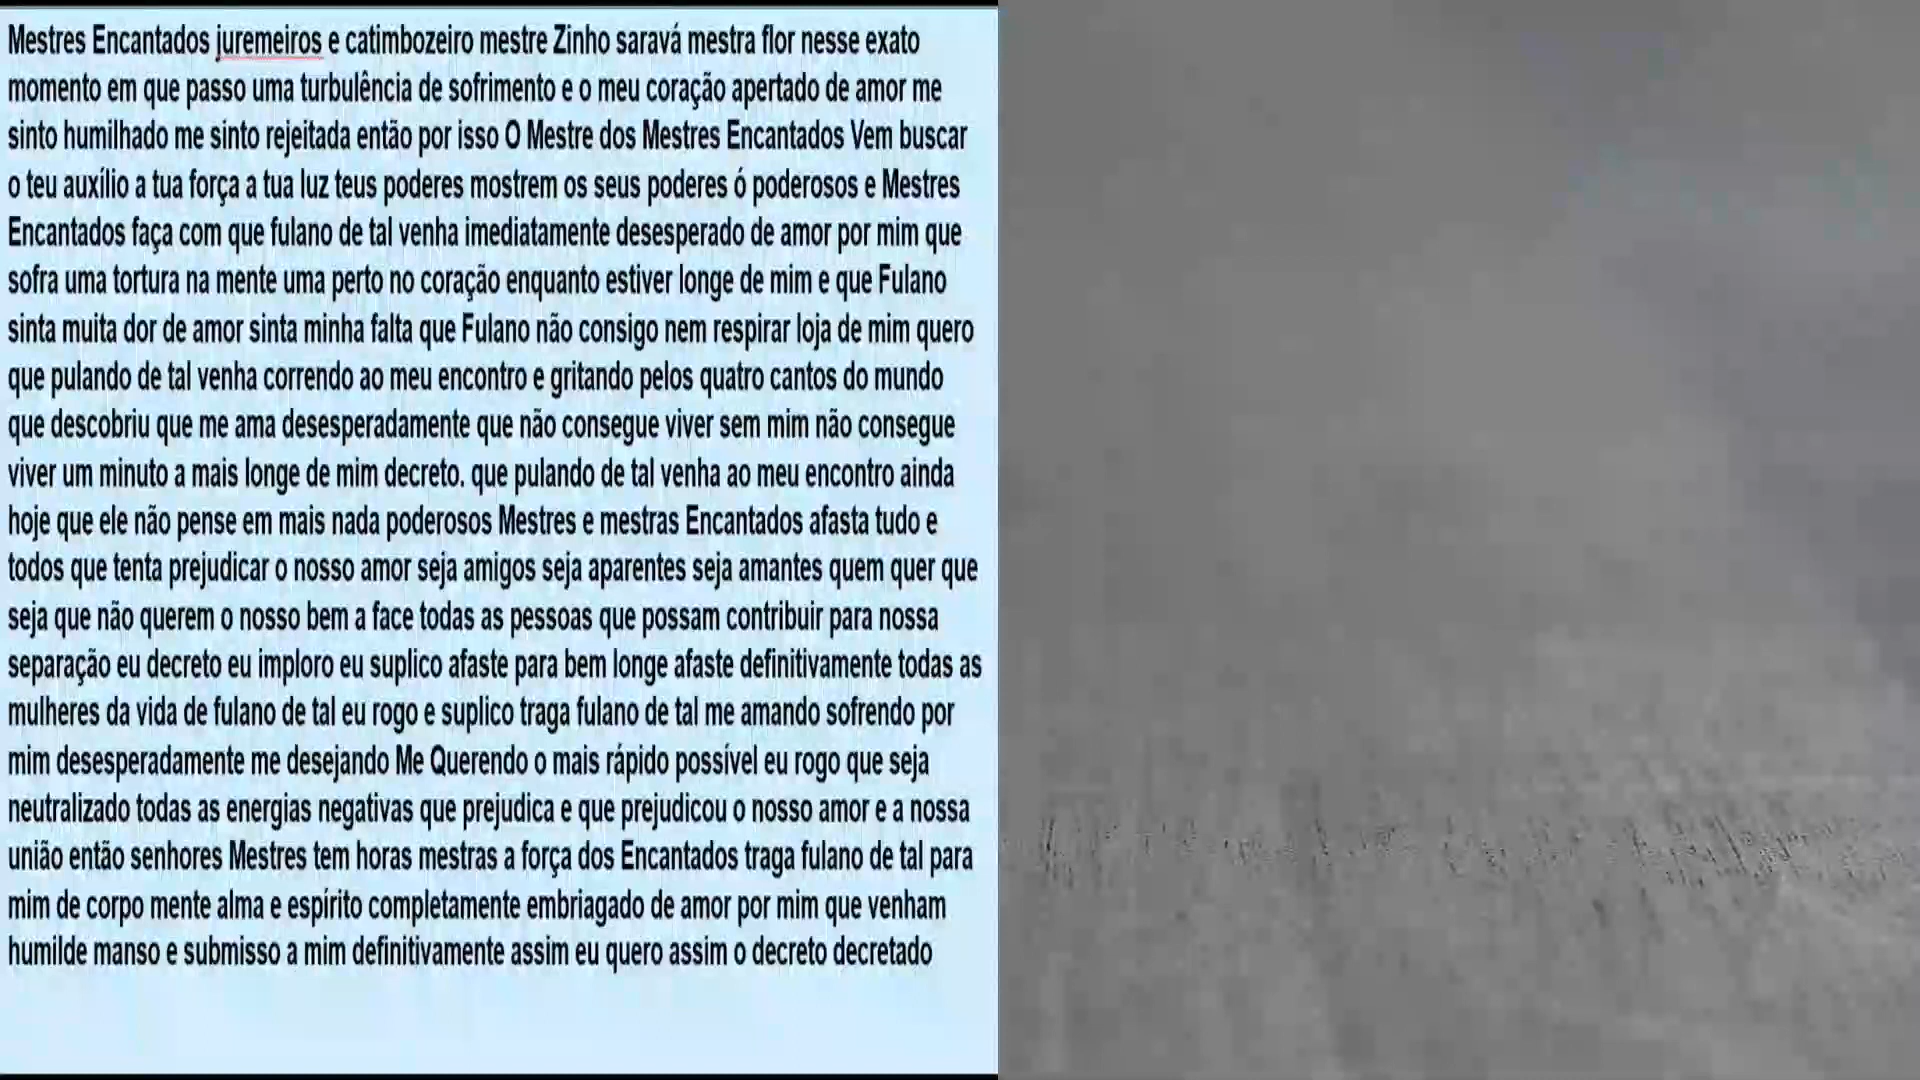 Mestres Encantados juremeiros e catimbozeiro mestre Zinho saravá mestra flor nesse exato
momento em que passo uma turbulência de sofrimento e o meu coração apertado de amor me
sinto humilhado me sinto rejeitada então por isso O Mestre dos Mestres Encantados Vem buscar
o teu auxílio a tua força a tua luz teus poderes mostrem os seus poderes ó poderosos e Mestres
Encantados faça com que fulano de tal venha imediatamente desesperado de amor por mim que
sofra uma tortura na mente uma perto no coração enquanto estiver longe de mim e que Fulano
sinta muita dor de amor sinta minha falta que Fulano não consigo nem respirar loja de mim quero
que pulando de tal venha correndo ao meu encontro e gritando pelos quatro cantos do mundo
que descobriu que me ama desesperadamente que não consegue viver sem mim não consegue
viver um minuto a mais longe de mim decreto. que pulando de tal venha ao meu encontro ainda
hoje que ele não pense em mais nada poderosos Mestres e mestras Encantados afasta tudo e
todos que tenta prejudicar o nosso amor seja amigos seja aparentes seja amantes quem quer que
seja que não querem o nosso bem a face todas as pessoas que possam contribuir para nossa
separação eu decreto eu imploro eu suplico afaste para bem longe afaste definitivamente todas as
mulheres da vida de fulano de tal eu rogo e suplico traga fulano de tal me amando sofrendo por
mim desesperadamente me desejando Me Querendo o mais rápido possível eu rogo que seja
neutralizado todas as energias negativas que prejudica e que prejudicou o nosso amor e a nossa
união então senhores Mestres tem horas mestras a força dos Encantados traga fulano de tal para
mim de corpo mente alma e espírito completamente embriagado de amor por mim que venham
humilde manso e submisso a mim definitivamente assim eu quero assim o decreto decretado